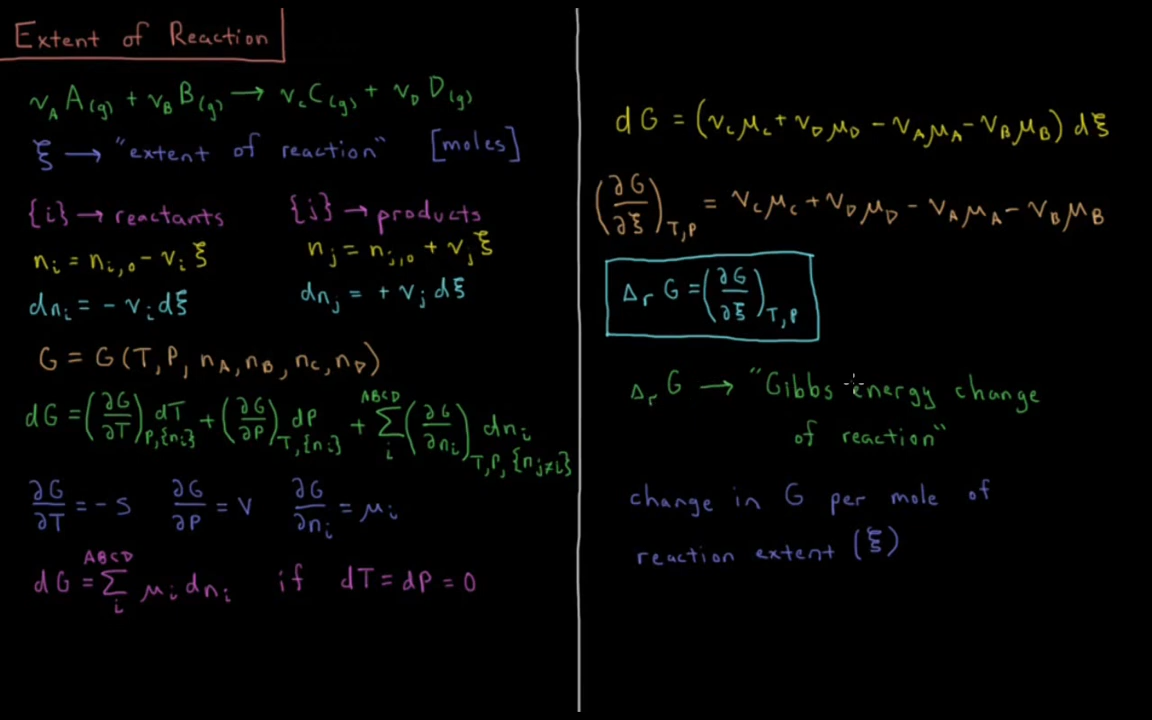 Extent of Reaction
ν_A A(g) + ν_B B(g) → ν_C C(g) + ν_D D(g)
ξ → "extent of reaction" [moles]
{i} → reactants {j} → products
n_i = n_i,0 - ν_i ξ n_j = n_j,0 + ν_j ξ
dn_i = - ν_i dξ dn_j = + ν_j dξ
G = G(T, P, n_A, n_B, n_C, n_D)
dG = (∂G/∂T)_P,{n_i} dT + (∂G/∂P)_T,{n_i} dP + Σ_i^ABCD (∂G/∂n_i)_T,P,{n_j≠i} dn_i
∂G/∂T = -S ∂G/∂P = V ∂G/∂n_i = μ_i
dG = Σ_i^ABCD μ_i dn_i if dT = dP = 0
dG = (ν_C μ_C + ν_D μ_D - ν_A μ_A - ν_B μ_B) dξ
(∂G/∂ξ)_T,P = ν_C μ_C + ν_D μ_D - ν_A μ_A - ν_B μ_B
Δ_r G = (∂G/∂ξ)_T,P
Δ_r G → "Gibbs energy change
of reaction"
change in G per mole of
reaction extent (ξ)